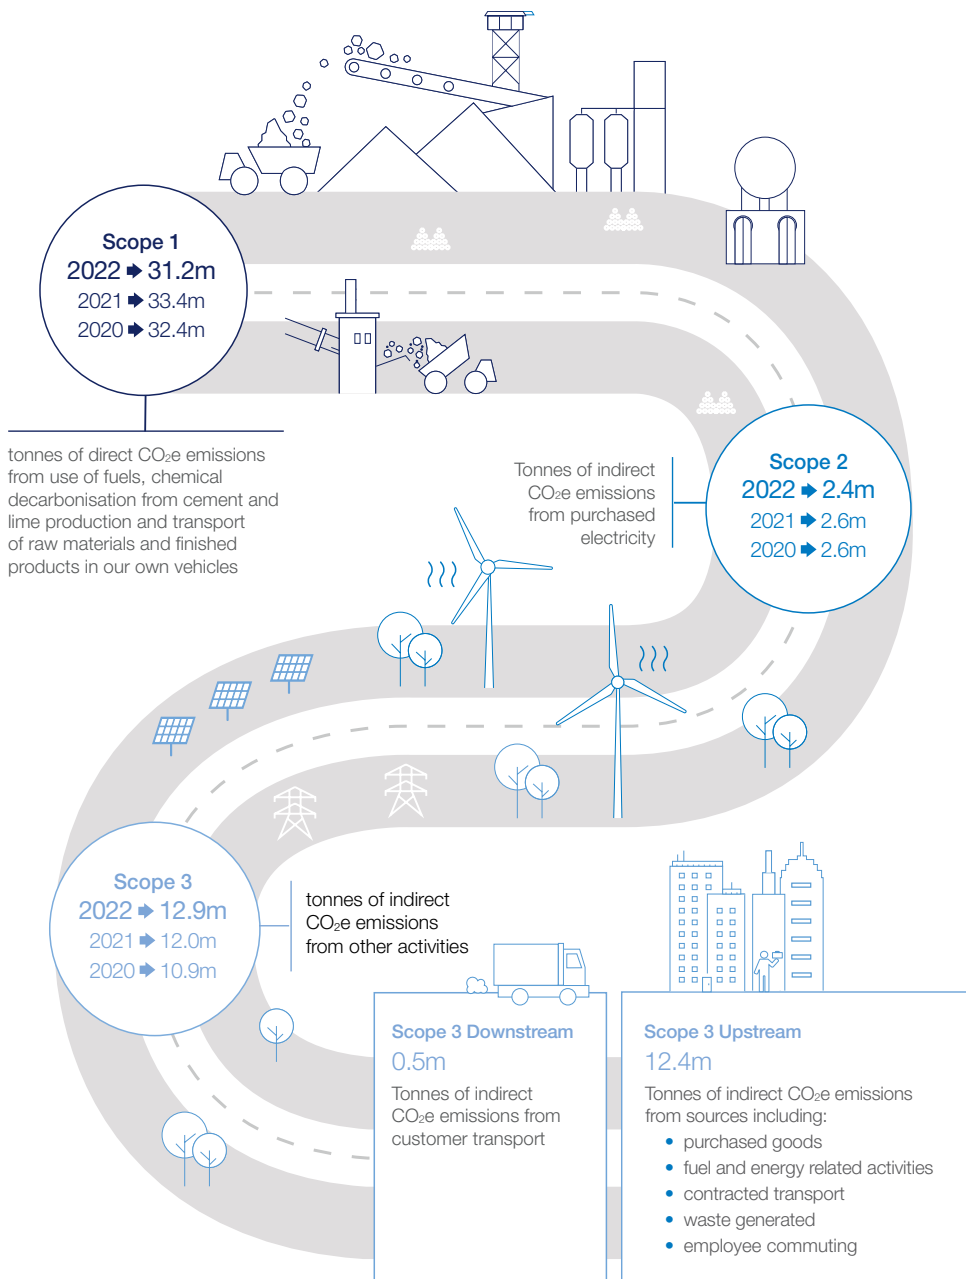 Scope 1
2022 ➡ 31.2m
2021 ➡ 33.4m
2020 ➡ 32.4m
tonnes of direct CO₂e emissions
from use of fuels, chemical
decarbonisation from cement and
lime production and transport
of raw materials and finished
products in our own vehicles
Scope 2
2022 ➡ 2.4m
2021 ➡ 2.6m
2020 ➡ 2.6m
Tonnes of indirect
CO₂e emissions
from purchased
electricity
Scope 3
2022 ➡ 12.9m
2021 ➡ 12.0m
2020 ➡ 10.9m
tonnes of indirect
CO₂e emissions
from other activities
Scope 3 Downstream
0.5m
Tonnes of indirect
CO₂e emissions from
customer transport
Scope 3 Upstream
12.4m
Tonnes of indirect CO₂e emissions
from sources including:
• purchased goods
• fuel and energy related activities
• contracted transport
• waste generated
• employee commuting